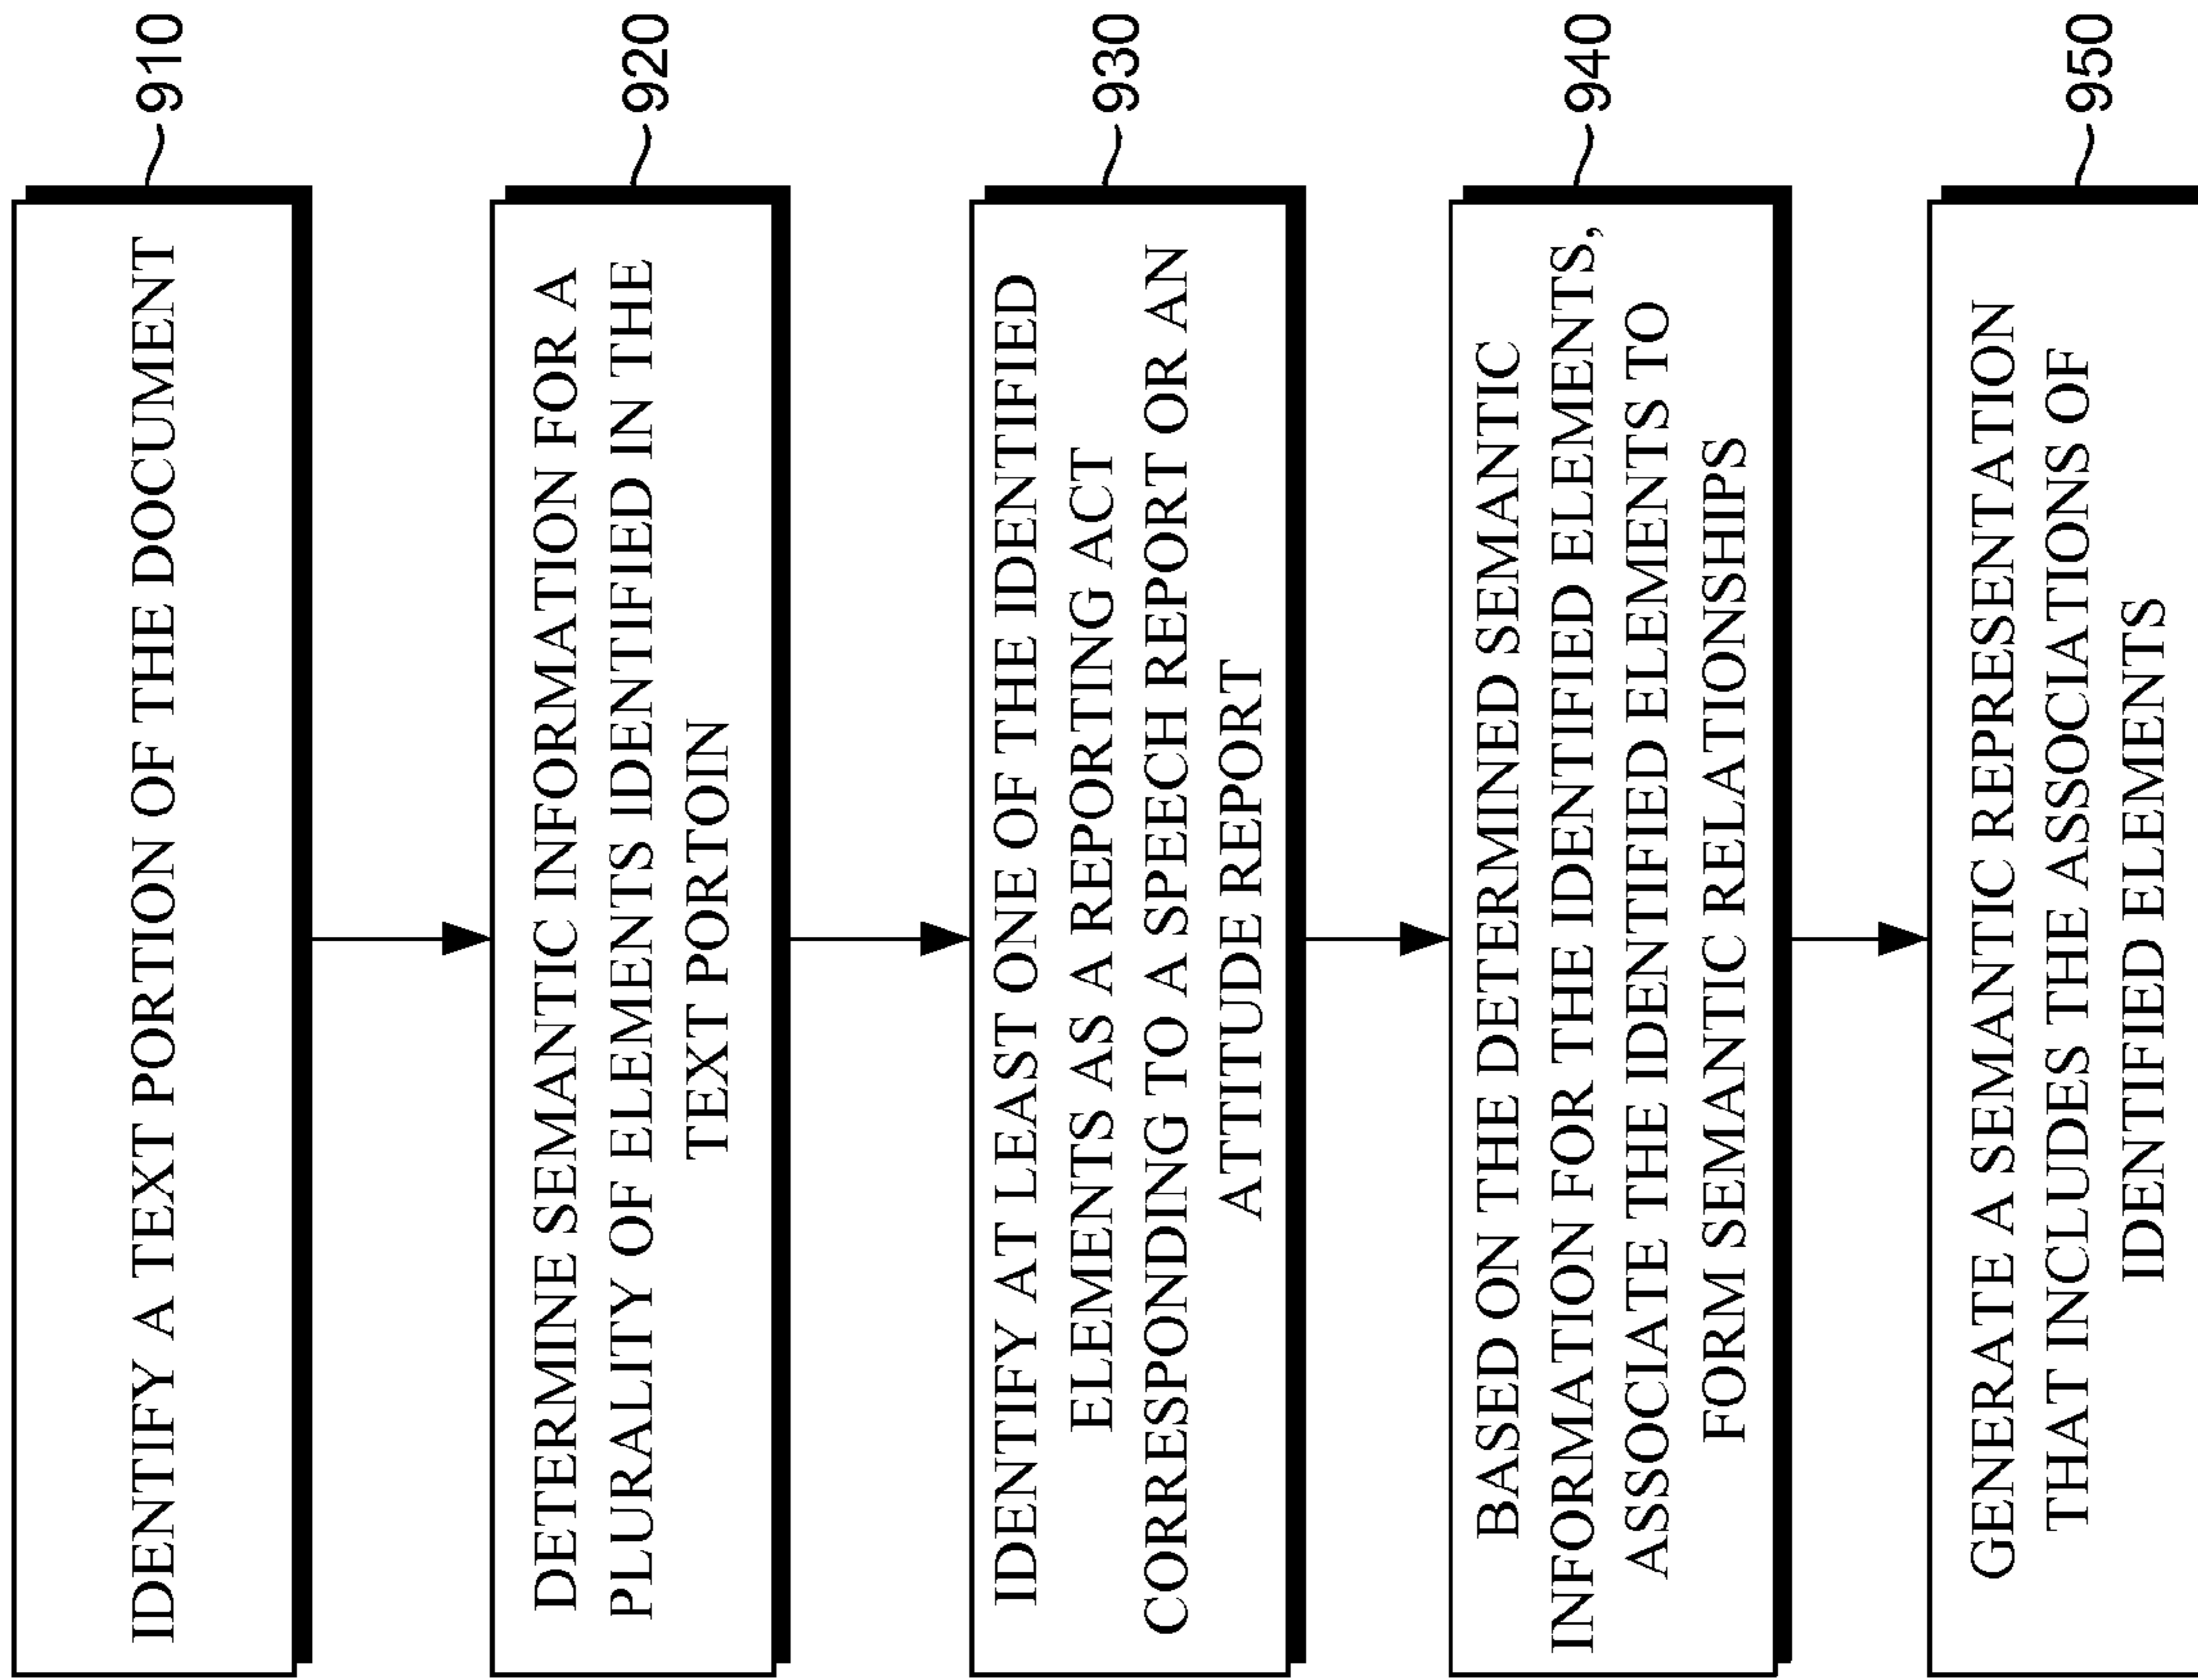 IDENTIFY A TEXT PORTION OF THE DOCUMENT
910
DETERMINE SEMANTIC INFORMATION FOR A
PLURALITY OF ELEMENTS IDENTIFIED IN THE
TEXT PORTOIN
920
IDENTIFY AT LEAST ONE OF THE IDENTIFIED
ELEMENTS AS A REPORTING ACT
CORRESPONDING TO A SPEECH REPORT OR AN
ATTITUDE REPORT
930
BASED ON THE DETERMINED SEMANTIC
INFORMATION FOR THE IDENTIFIED ELEMENTS,
ASSOCIATE THE IDENTIFIED ELEMENTS TO
FORM SEMANTIC RELATIONSHIPS
940
GENERATE A SEMANTIC REPRESENTATION
THAT INCLUDES THE ASSOCIATIONS OF
IDENTIFIED ELEMENTS
950